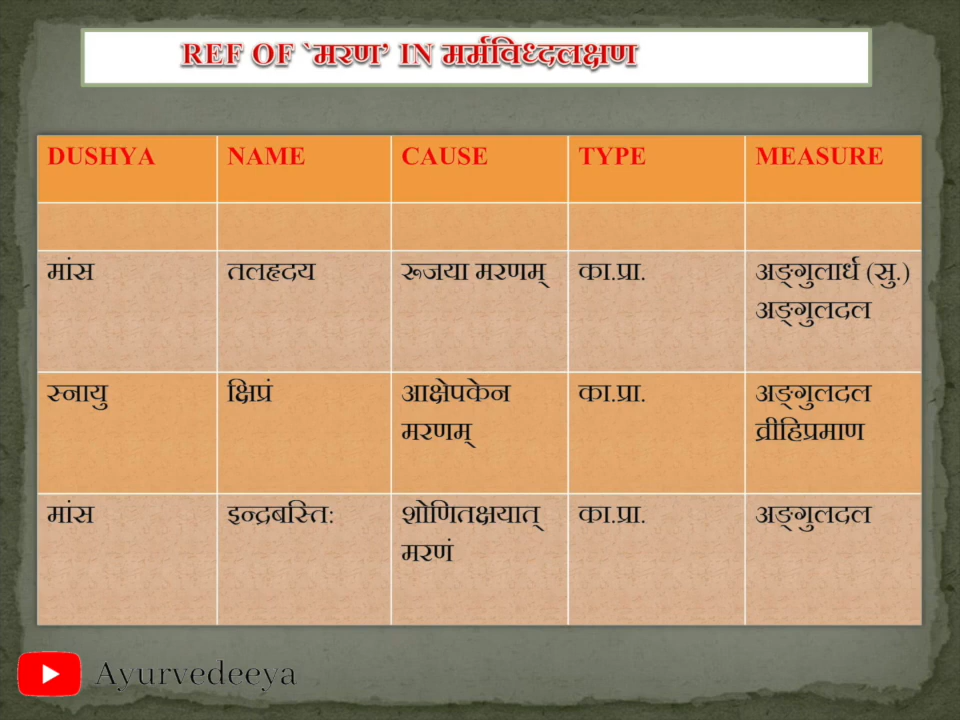 REF OF `मरण’ IN मर्मविध्दलक्षण
DUSHYA NAME CAUSE TYPE MEASURE
मांस तलहृदय रूजया मरणम् का.प्रा. अङ्गुलार्ध (सु.)
अङ्गुलदल
स्नायु क्षिप्रं आक्षेपकेन का.प्रा. अङ्गुलदल
मरणम् व्रीहिप्रमाण
मांस इन्द्रबस्ति: शोणितक्षयात् का.प्रा. अङ्गुलदल
मरणं
Ayurvedeeya